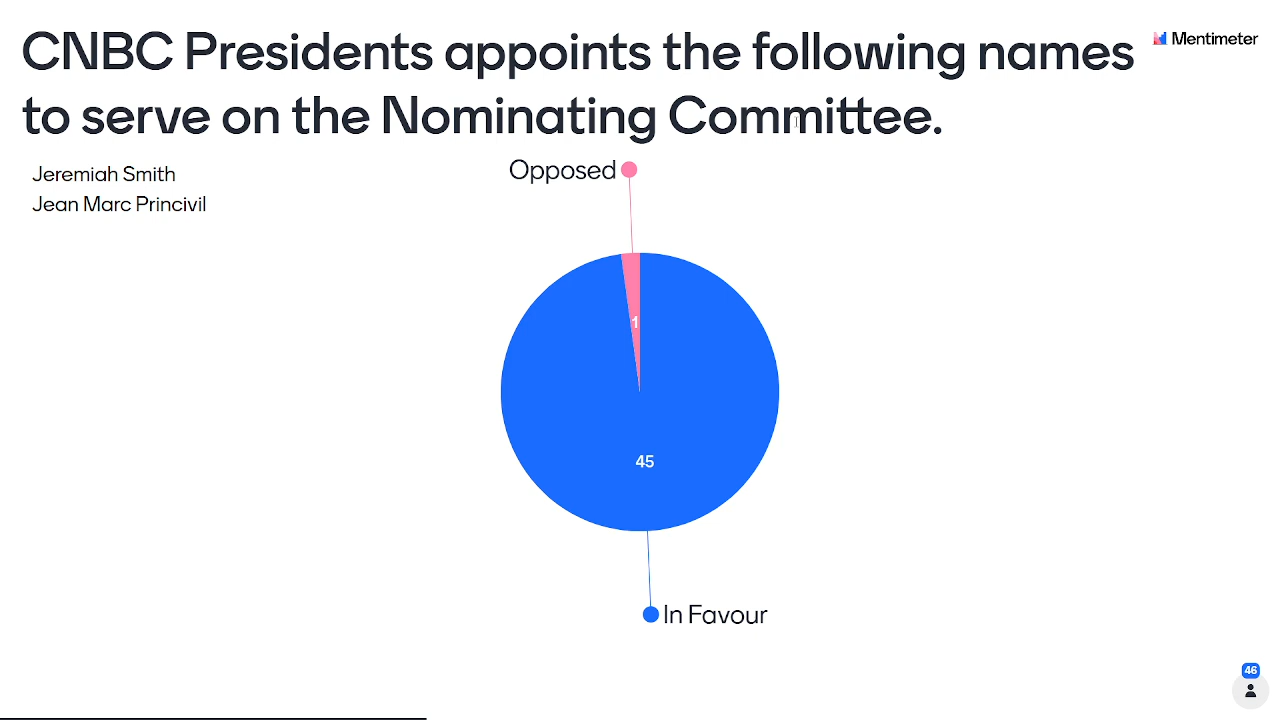 CNBC Presidents appoints the following names
to serve on the Nominating Committee.
Mentimeter
Jeremiah Smith
Jean Marc Princivil
Opposed
1
45
In Favour
46